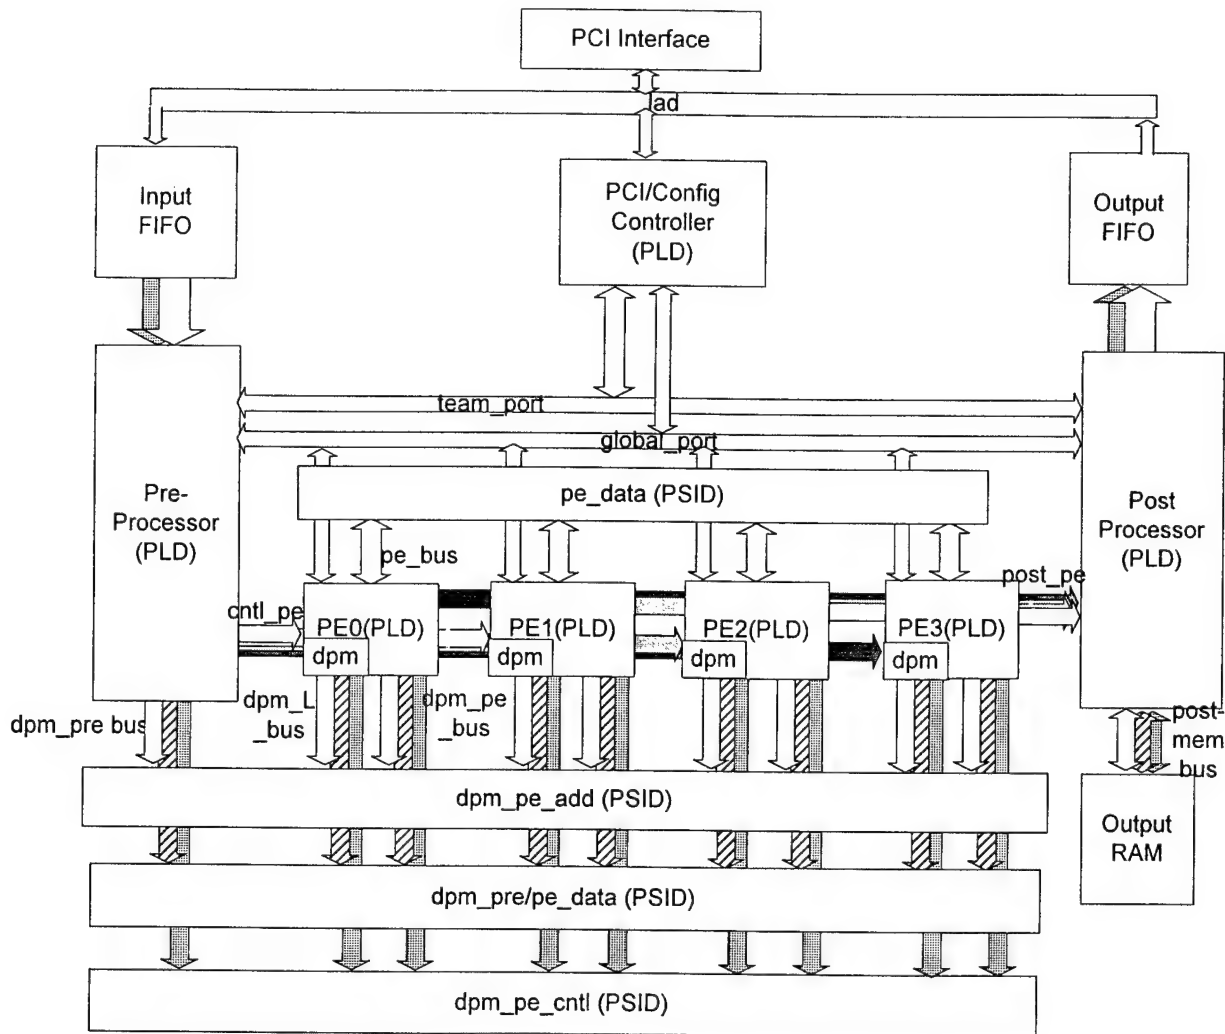 PCI Interface
lad
Input
FIFO
PCI/Config
Controller
(PLD)
Output
FIFO
team_port
global_port
pe_data (PSID)
Pre-
Processor
(PLD)
Post
Processor
(PLD)
pe_bus
cntl_pe
post_pe
PE0(PLD)
PE1(PLD)
PE2(PLD)
PE3(PLD)
dpm
dpm
dpm
dpm
dpm_pre bus
dpm_L
_bus
dpm_pe
_bus
post-
mem
bus
dpm_pe_add (PSID)
Output
RAM
dpm_pre/pe_data (PSID)
dpm_pe_cntl (PSID)